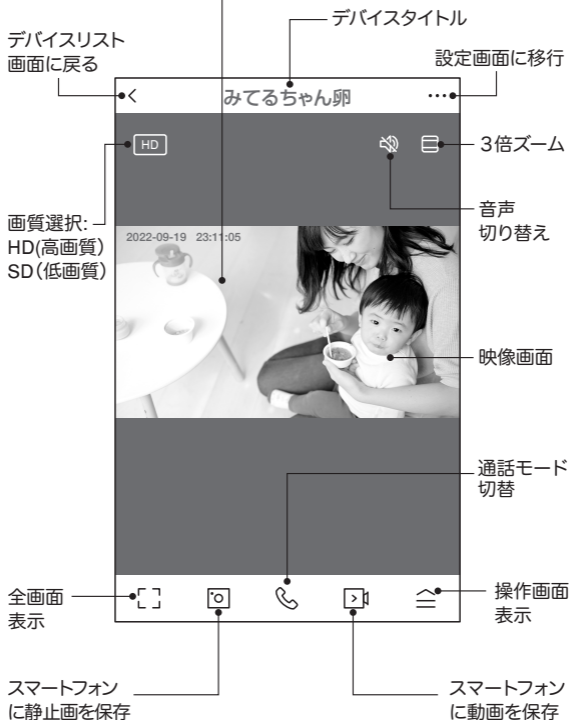 デバイスタイトル
デバイスリスト
画面に戻る
設定画面に移行
みてるちゃん卵
HD
3倍ズーム
音声
切り替え
画質選択:
HD(高画質)
SD(低画質)
2022-09-19 23:11:05
映像画面
通話モード
切替
全画面
表示
操作画面
表示
スマートフォン
に静止画を保存
スマートフォン
に動画を保存